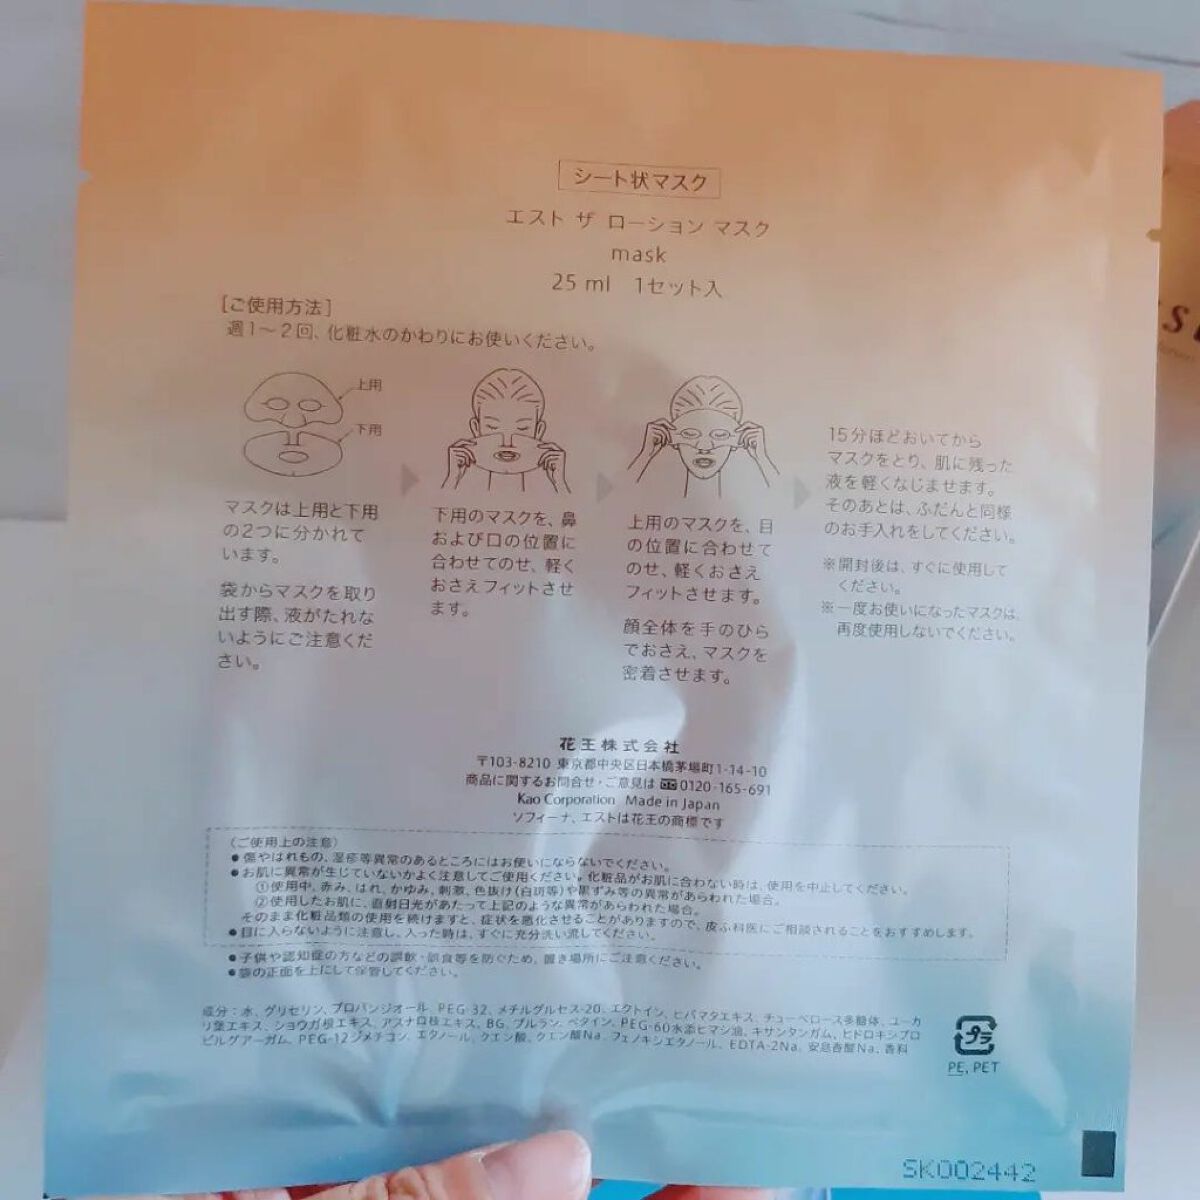 シート状マスク
エスト ザ ローション マスク
mask
25 ml 1セット入
[ご使用方法]
週1〜2回、化粧水のかわりにお使いください。
上用
下用
マスクは上用と下用
の2つに分かれて
います。
袋からマスクを取り
出す際、液がたれな
いようにご注意くだ
さい。
下用のマスクを、鼻
および口の位置に
合わせてのせ、軽く
おさえフィットさせ
ます。
上用のマスクを、目
の位置に合わせて
のせ、軽くおさえ
フィットさせます。
顔全体を手のひら
でおさえ、マスクを
密着させます。
15分ほどおいてから
マスクをとり、肌に残った
液を軽くなじませます。
そのあとは、ふだんと同様
のお手入れをしてください。
※開封後は、すぐに使用して
ください。
※一度お使いになったマスクは、
再度使用しないでください。
花王株式会社
〒103-8210 東京都中央区日本橋茅場町1-14-10
商品に関するお問合せ・ご意見は 0120-165-691
Kao Corporation Made in Japan
ソフィーナ、エストは花王の商標です
〈ご使用上の注意〉
●傷やはれもの、湿疹等異常のあるところにはお使いにならないでください。
●お肌に異常が生じていないかよく注意してご使用ください。化粧品がお肌に合わない時は、使用を中止してください。
①使用中、赤み、はれ、かゆみ、刺激、色抜け(白斑等)や黒ずみ等の異常があらわれた場合。
②使用したお肌に、直射日光があたって上記のような異常があらわれた場合。
そのまま化粧品類の使用を続けますと、症状を悪化させることがありますので、皮ふ科医にご相談されることをおすすめします。
●目に入らないように注意し、入った時は、すぐに充分洗い流してください。
●子供や認知症の方などの誤飲・誤食等を防ぐため、置き場所にご注意ください。
●袋の正面を上にして保管してください。
成分：水、グリセリン、プロパンジオール、PEG-32、メチルグルセス-20、エクトイン、ヒバマタエキス、チューベロース多糖体、ユーカ
リ葉エキス、ショウガ根エキス、アスナロ枝エキス、BG、プルラン、ベタイン、PEG-60水添ヒマシ油、キサンタンガム、ヒドロキシプロ
ピルグアーガム、PEG-12ジメチコン、エタノール、クエン酸、クエン酸Na、フェノキシエタノール、EDTA-2Na、安息香酸Na、香料
プラ
PE, PET
SK002442